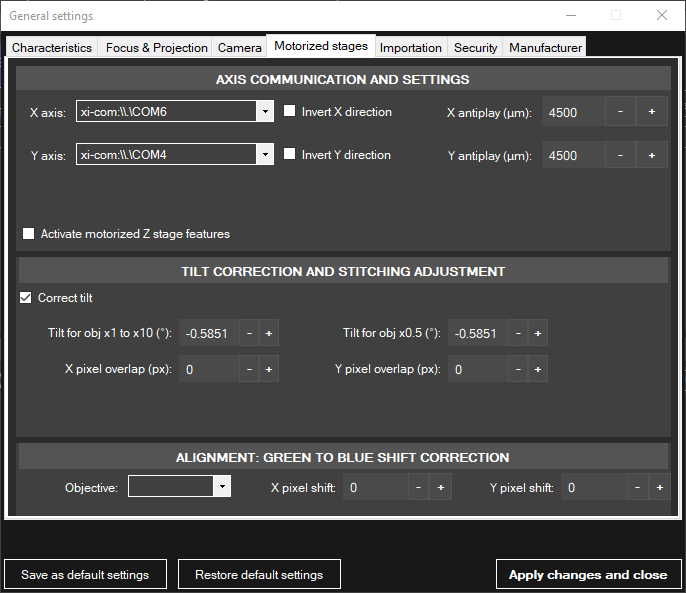 General settings
Characteristics Focus & Projection Camera Motorized stages Importation Security Manufacturer
AXIS COMMUNICATION AND SETTINGS
X axis: xi-com:\\.\COM6 Invert X direction X antiplay (µm): 4500 - +
Y axis: xi-com:\\.\COM4 Invert Y direction Y antiplay (µm): 4500 - +
Activate motorized Z stage features
TILT CORRECTION AND STITCHING ADJUSTMENT
Correct tilt
Tilt for obj x1 to x10 (°): -0.5851 - + Tilt for obj x0.5 (°): -0.5851 - +
X pixel overlap (px): 0 - + Y pixel overlap (px): 0 - +
ALIGNMENT: GREEN TO BLUE SHIFT CORRECTION
Objective: X pixel shift: 0 - + Y pixel shift: 0 - +
Save as default settings Restore default settings Apply changes and close